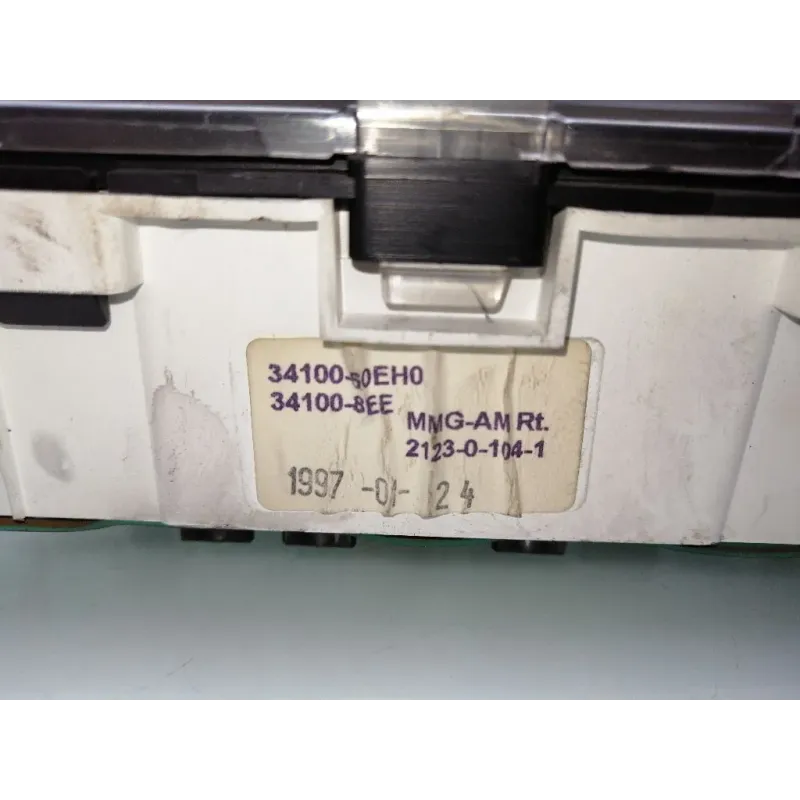 34100-60EH0
34100-8EE
MMG-AM Rt.
2123-0-104-1
1997 -01- 24